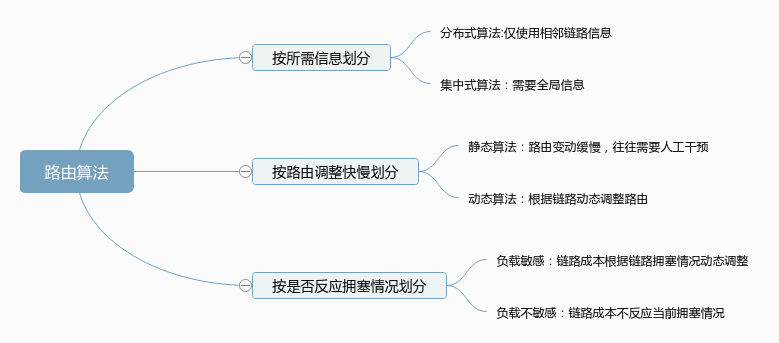 路由算法
按所需信息划分
分布式算法:仅使用相邻链路信息
集中式算法：需要全局信息
按路由调整快慢划分
静态算法：路由变动缓慢，往往需要人工干预
动态算法：根据链路动态调整路由
按是否反应拥塞情况划分
负载敏感：链路成本根据链路拥塞情况动态调整
负载不敏感：链路成本不反应当前拥塞情况